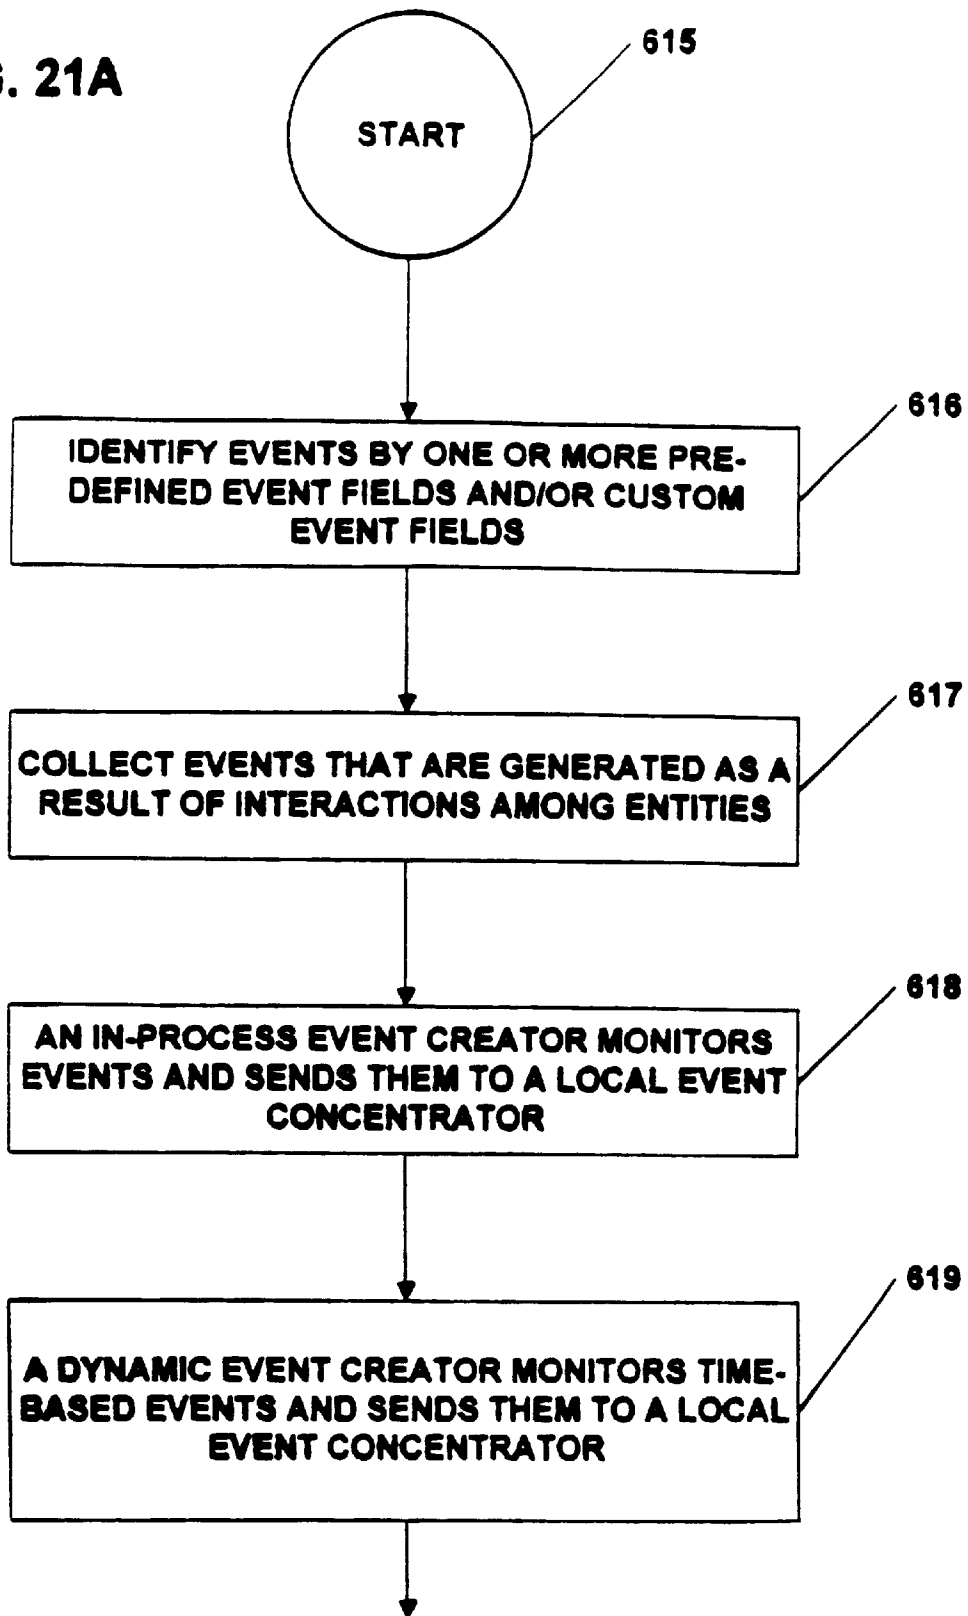 . 21A
615
START
616
IDENTIFY EVENTS BY ONE OR MORE PRE-
DEFINED EVENT FIELDS AND/OR CUSTOM
EVENT FIELDS
617
COLLECT EVENTS THAT ARE GENERATED AS A
RESULT OF INTERACTIONS AMONG ENTITIES
618
AN IN-PROCESS EVENT CREATOR MONITORS
EVENTS AND SENDS THEM TO A LOCAL EVENT
CONCENTRATOR
619
A DYNAMIC EVENT CREATOR MONITORS TIME-
BASED EVENTS AND SENDS THEM TO A LOCAL
EVENT CONCENTRATOR